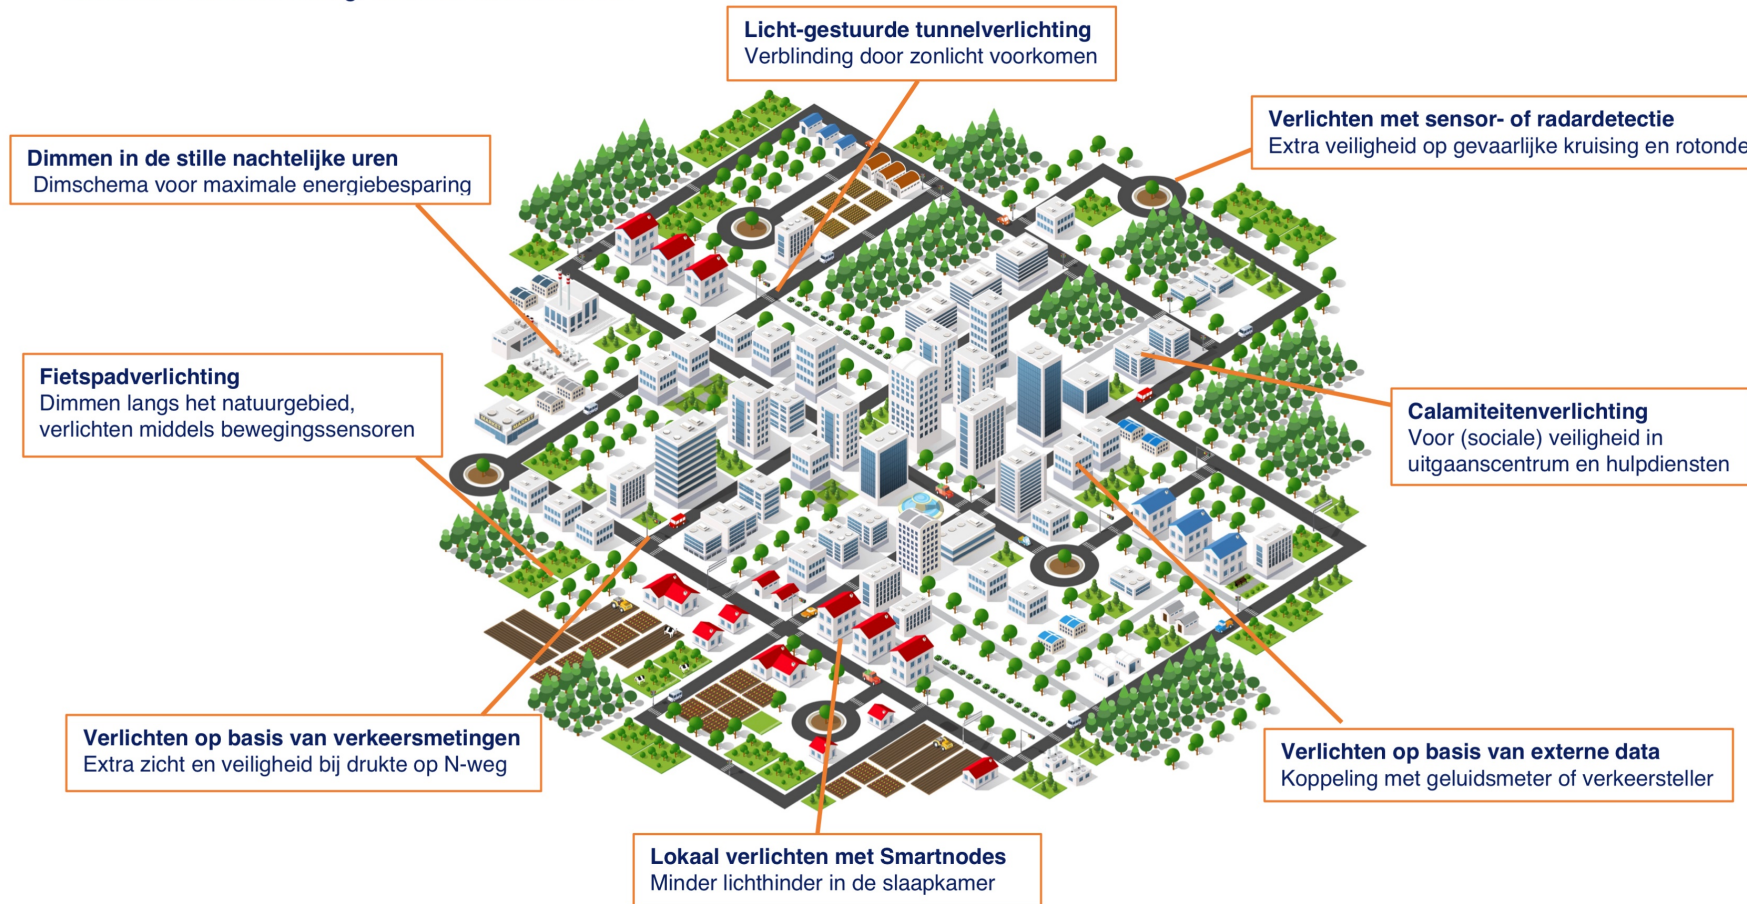 Licht-gestuurde tunnelverlichting
Verblinding door zonlicht voorkomen
Verlichten met sensor- of radardetectie
Extra veiligheid op gevaarlijke kruising en rotonde
Dimmen in de stille nachtelijke uren
Dimschema voor maximale energiebesparing
Fietspadverlichting
Dimmen langs het natuurgebied,
verlichten middels bewegingssensoren
Calamiteitenverlichting
Voor (sociale) veiligheid in
uitgaanscentrum en hulpdiensten
Verlichten op basis van verkeersmetingen
Extra zicht en veiligheid bij drukte op N-weg
Verlichten op basis van externe data
Koppeling met geluidsmeter of verkeersteller
Lokaal verlichten met Smartnodes
Minder lichthinder in de slaapkamer